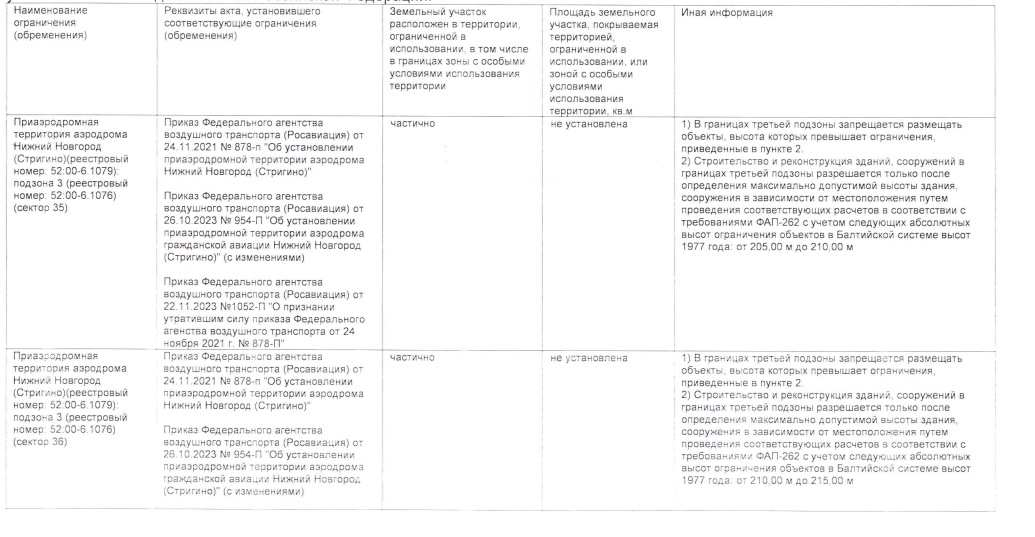 Наименование
ограничения
(обременения)
Реквизиты акта, установившего
соответствующие ограничения
(обременения)
Земельный участок
расположен в территории,
ограниченной в
использовании, в том числе
в границах зоны с особыми
условиями использования
территории
Площадь земельного
участка, покрываемая
территорией,
ограниченной в
использовании, или
зоной с особыми
условиями
использования
территории, кв.м
Иная информация
Приаэродромная
территория аэродрома
Нижний Новгород
(Стригино)(реестровый
номер: 52:00-6.1079):
подзона 3 (реестровый
номер: 52:00-6.1076)
(сектор 35)
Приказ Федерального агентства
воздушного транспорта (Росавиация) от
24.11.2021 № 878-п "Об установлении
приаэродромной территории аэродрома
Нижний Новгород (Стригино)"
Приказ Федерального агентства
воздушного транспорта (Росавиация) от
26.10.2023 № 954-П "Об установлении
приаэродромной территории аэродрома
гражданской авиации Нижний Новгород
(Стригино)" (с изменениями)
Приказ Федерального агентства
воздушного транспорта (Росавиация) от
22.11.2023 №1052-П "О признании
утратившим силу приказа Федерального
агенства воздушного транспорта от 24
ноября 2021 г. № 878-П"
частично
не установлена
1) В границах третьей подзоны запрещается размещать
объекты, высота которых превышает ограничения,
приведенные в пункте 2.
2) Строительство и реконструкция зданий, сооружений в
границах третьей подзоны разрешается только после
определения максимально допустимой высоты здания,
сооружения в зависимости от местоположения путем
проведения соответствующих расчетов в соответствии с
требованиями ФАП-262 с учетом следующих абсолютных
высот ограничения объектов в Балтийской системе высот
1977 года: от 205,00 м до 210,00 м
Приаэродромная
территория аэродрома
Нижний Новгород
(Стригино)(реестровый
номер: 52:00-6.1079):
подзона 3 (реестровый
номер: 52:00-6.1076)
(сектор 36)
Приказ Федерального агентства
воздушного транспорта (Росавиация) от
24.11.2021 № 878-п "Об установлении
приаэродромной территории аэродрома
Нижний Новгород (Стригино)"
Приказ Федерального агентства
воздушного транспорта (Росавиация) от
26.10.2023 № 954-П "Об установлении
приаэродромной территории аэродрома
гражданской авиации Нижний Новгород
(Стригино)" (с изменениями)
частично
не установлена
1) В границах третьей подзоны запрещается размещать
объекты, высота которых превышает ограничения,
приведенные в пункте 2.
2) Строительство и реконструкция зданий, сооружений в
границах третьей подзоны разрешается только после
определения максимально допустимой высоты здания,
сооружения в зависимости от местоположения путем
проведения соответствующих расчетов в соответствии с
требованиями ФАП-262 с учетом следующих абсолютных
высот ограничения объектов в Балтийской системе высот
1977 года: от 210,00 м до 215,00 м